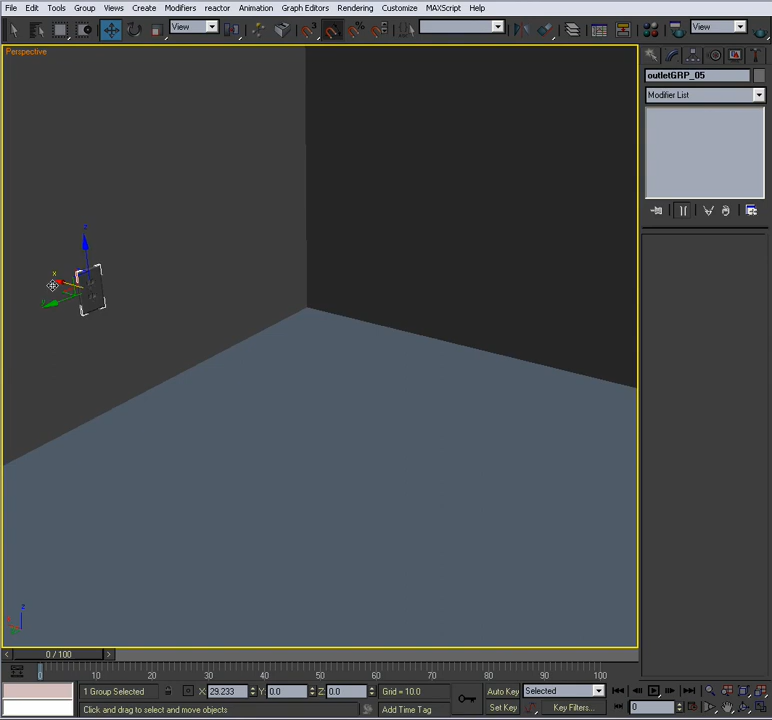 File Edit Tools Group Views Create Modifiers reactor Animation Graph Editors Rendering Customize MAXScript Help
View View
Perspective
outletGRP_05
Modifier List
z
x
y
z
0 / 100
0 10 20 30 40 50 60 70 80 90 100
1 Group Selected X: 29.233 Y: 0.0 Z: 0.0 Grid = 10.0 Auto Key Selected
Click and drag to select and move objects Add Time Tag Set Key Key Filters... 0